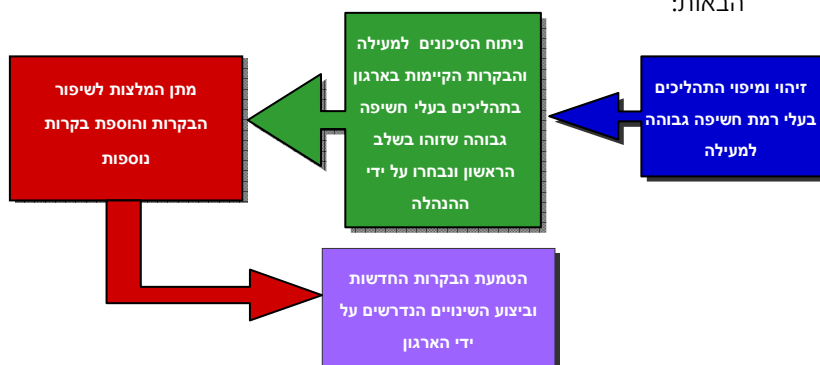 הבאות:
זיהוי ומיפוי התהליכים
בעלי רמת חשיפה גבוהה
למעילה
ניתוח הסיכונים למעילה
והבקרות הקיימות בארגון
בתהליכים בעלי חשיפה
גבוהה שזוהו בשלב
הראשון ונבחרו על ידי
ההנהלה
מתן המלצות לשיפור
הבקרות והוספת בקרות
נוספות
הטמעת הבקרות החדשות
וביצוע השינויים הנדרשים על
ידי הארגון